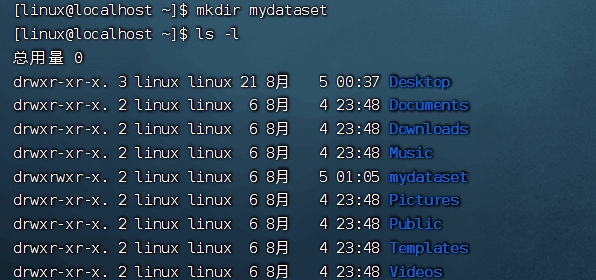 [linux@localhost ~]$ mkdir mydataset
[linux@localhost ~]$ ls -l
总用量 0
drwxr-xr-x. 3 linux linux 21 8月   5 00:37 Desktop
drwxr-xr-x. 2 linux linux  6 8月   4 23:48 Documents
drwxr-xr-x. 2 linux linux  6 8月   4 23:48 Downloads
drwxr-xr-x. 2 linux linux  6 8月   4 23:48 Music
drwxrwxr-x. 2 linux linux  6 8月   5 01:05 mydataset
drwxr-xr-x. 2 linux linux  6 8月   4 23:48 Pictures
drwxr-xr-x. 2 linux linux  6 8月   4 23:48 Public
drwxr-xr-x. 2 linux linux  6 8月   4 23:48 Templates
drwxr-xr-x. 2 linux linux  6 8月   4 23:48 Videos